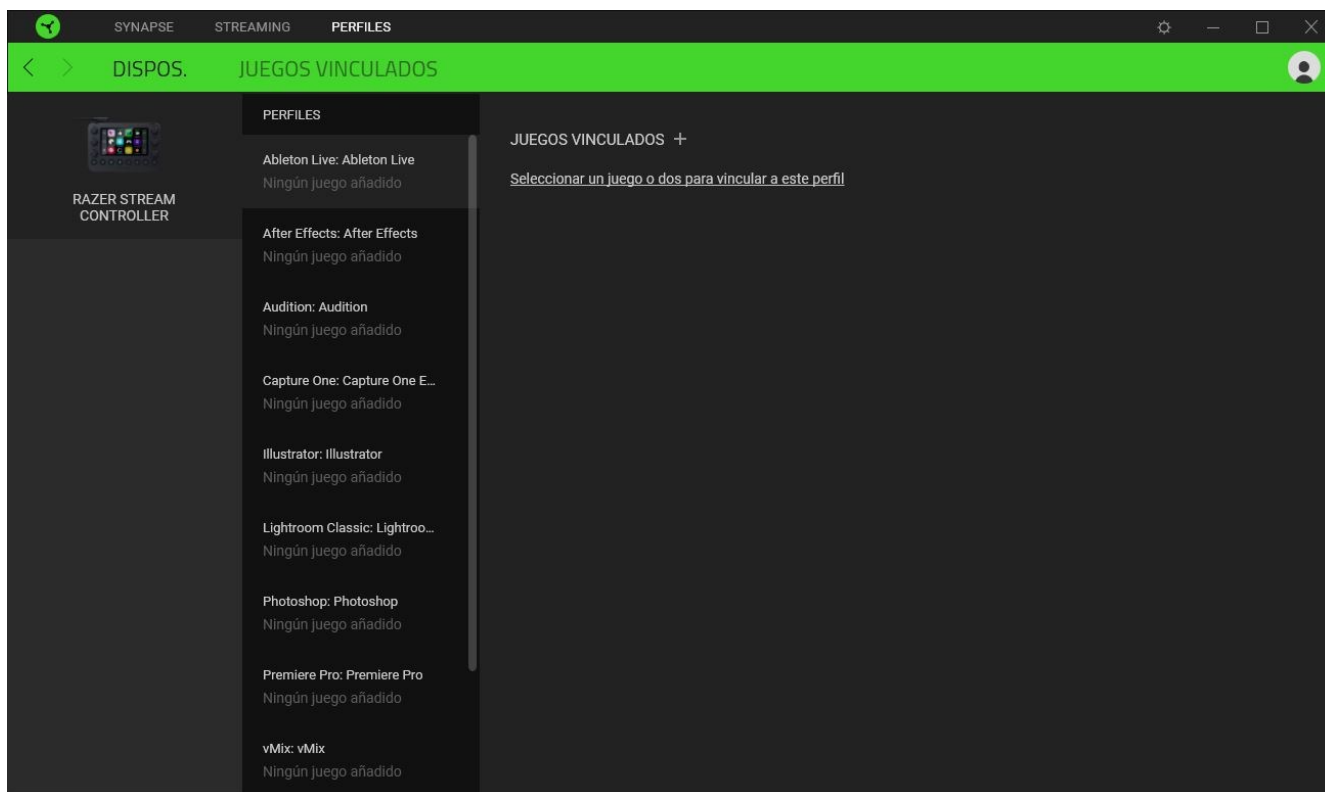 SYNAPSE STREAMING PERFILES
DISPOS. JUEGOS VINCULADOS
RAZER STREAM
CONTROLLER
PERFILES
Ableton Live: Ableton Live
Ningún juego añadido
After Effects: After Effects
Ningún juego añadido
Audition: Audition
Ningún juego añadido
Capture One: Capture One E...
Ningún juego añadido
Illustrator: Illustrator
Ningún juego añadido
Lightroom Classic: Lightroo...
Ningún juego añadido
Photoshop: Photoshop
Ningún juego añadido
Premiere Pro: Premiere Pro
Ningún juego añadido
vMix: vMix
Ningún juego añadido
JUEGOS VINCULADOS +
Seleccionar un juego o dos para vincular a este perfil